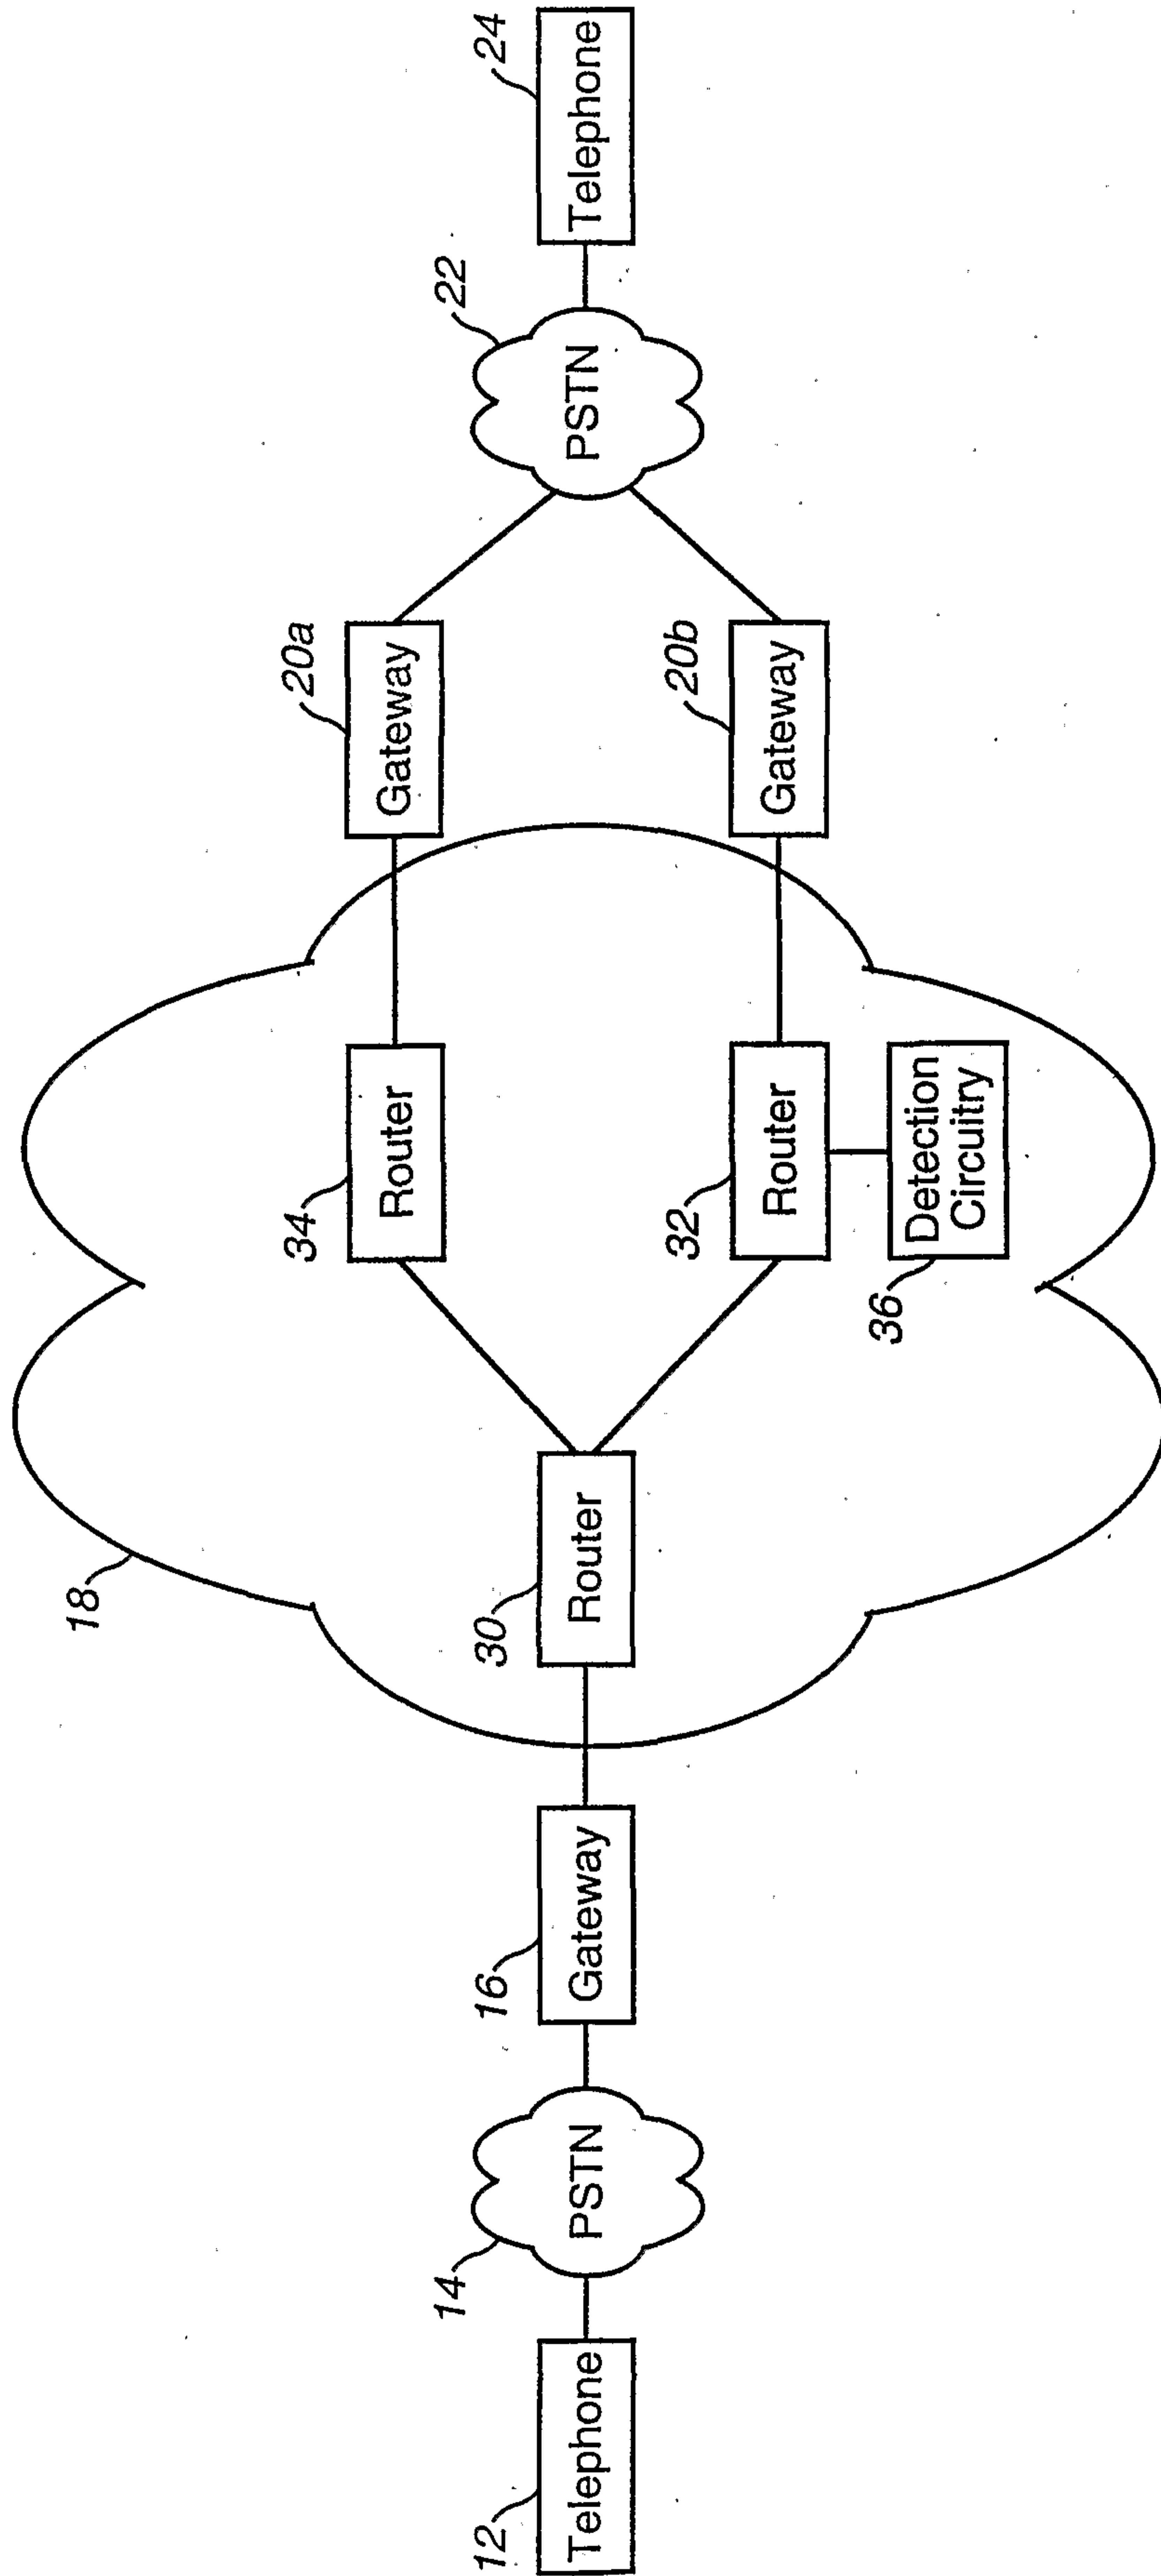 12
Telephone
14
PSTN
16
Gateway
18
30
Router
34
Router
32
Router
36
Detection
Circuitry
20a
Gateway
20b
Gateway
22
PSTN
24
Telephone